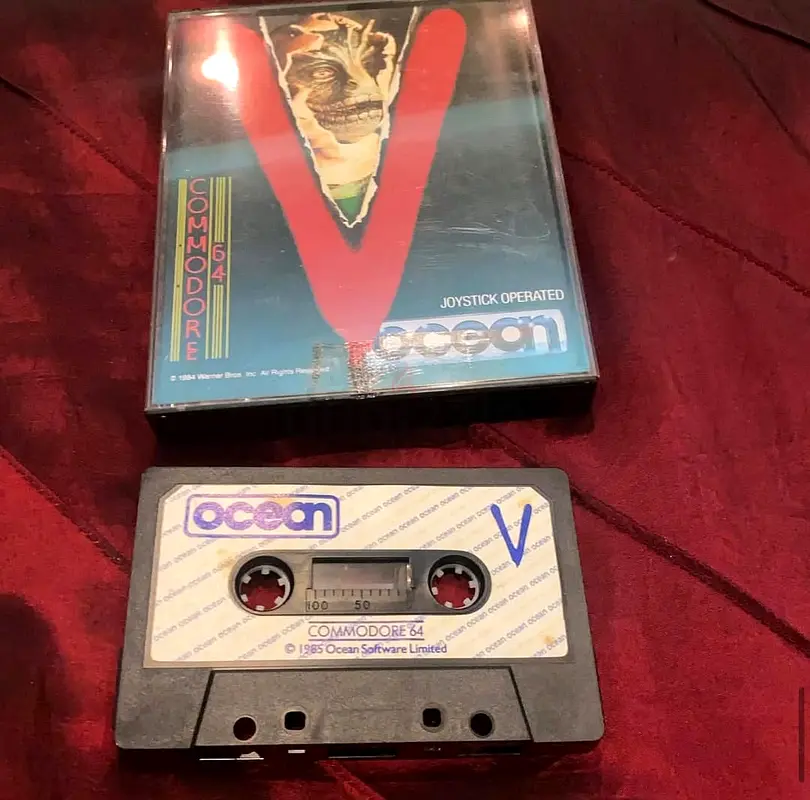 V
COMMODORE
64
JOYSTICK OPERATED
ocean
© 1984 Warner Bros. Inc. All Rights Reserved
ocean
V
100 50
COMMODORE 64
© 1985 Ocean Software Limited